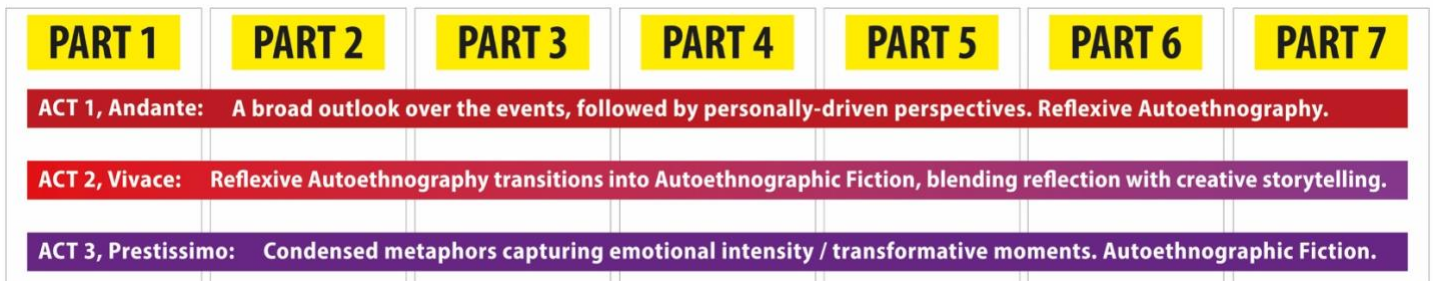 PART 1 PART 2 PART 3 PART 4 PART 5 PART 6 PART 7
ACT 1, Andante: A broad outlook over the events, followed by personally-driven perspectives. Reflexive Autoethnography.
ACT 2, Vivace: Reflexive Autoethnography transitions into Autoethnographic Fiction, blending reflection with creative storytelling.
ACT 3, Prestissimo: Condensed metaphors capturing emotional intensity / transformative moments. Autoethnographic Fiction.